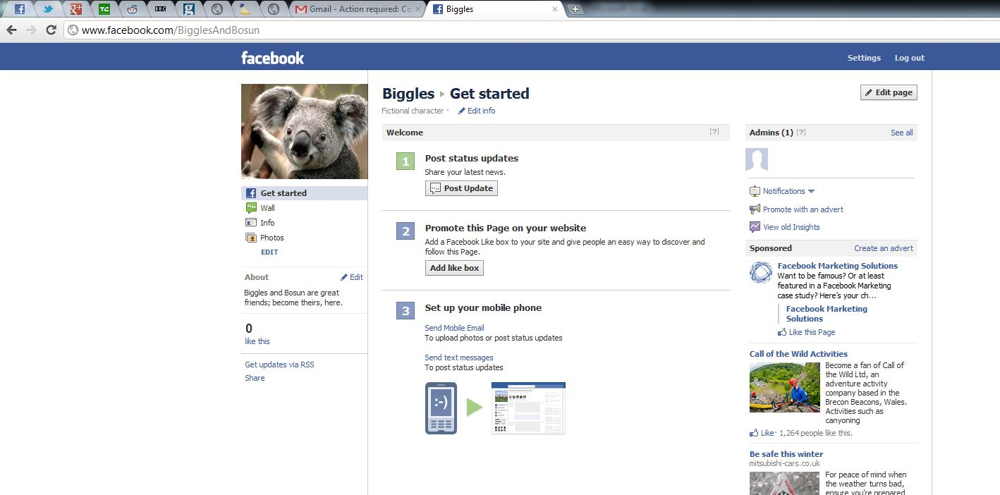 TC
BBC
g
Gmail - Action required: Co
Biggles
www.facebook.com/BigglesAndBosun
facebook
Settings
Log out
Biggles
Get started
Edit page
Fictional character ·
Edit info
Welcome
[?]
1
Post status updates
Share your latest news.
Post Update
2
Promote this Page on your website
Add a Facebook Like box to your site and give people an easy way to discover and
follow this Page.
Add like box
3
Set up your mobile phone
Send Mobile Email
To upload photos or post status updates
Send text messages
To post status updates
:-)
Get started
Wall
Info
Photos
EDIT
About
Edit
Biggles and Bosun are great
friends; become theirs, here.
0
like this
Get updates via RSS
Share
Admins (1) [?]
See all
Notifications
Promote with an advert
View old Insights
Sponsored
Create an advert
Facebook Marketing Solutions
Want to be famous? Or at least
featured in a Facebook Marketing
case study? Here's your ch...
Facebook Marketing
Solutions
Like this Page
Call of the Wild Activities
Become a fan of Call of
the Wild Ltd, an
adventure activity
company based in the
Brecon Beacons, Wales.
Activities such as
canyoning
Like · 1,264 people like this.
Be safe this winter
mitsubishi-cars.co.uk
For peace of mind when
the weather turns bad,
ensure you're prepared